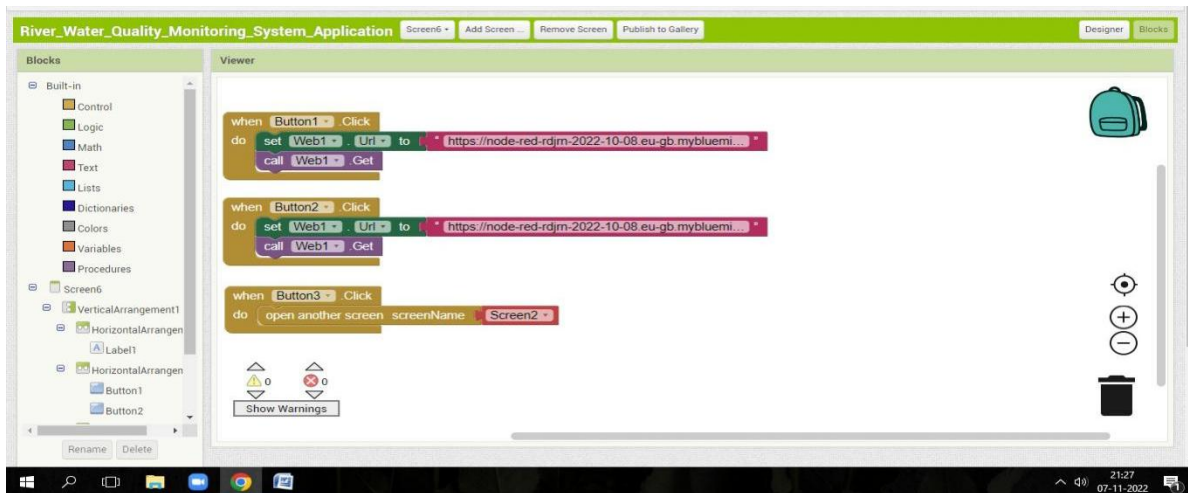 River_Water_Quality_Monitoring_System_Application Screen6 Add Screen ... Remove Screen Publish to Gallery Designer Blocks
Blocks
Viewer
Built-in
Control
Logic
Math
Text
Lists
Dictionaries
Colors
Variables
Procedures
Screen6
VerticalArrangement1
HorizontalArrangen
Label1
HorizontalArrangen
Button1
Button2
Rename Delete
when Button1 .Click
do set Web1 . Url to " https://node-red-rdjrn-2022-10-08.eu-gb.mybluemi... "
call Web1 .Get
when Button2 .Click
do set Web1 . Url to " https://node-red-rdjrn-2022-10-08.eu-gb.mybluemi... "
call Web1 .Get
when Button3 .Click
do open another screen screenName Screen2
0 0
Show Warnings
21:27
07-11-2022
1